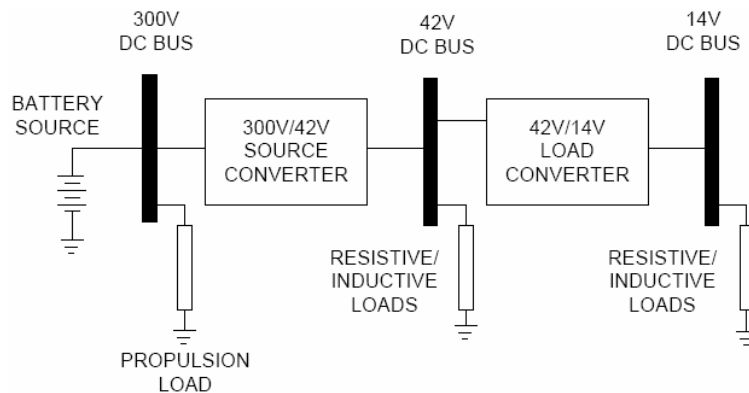 300V
DC BUS
42V
DC BUS
14V
DC BUS
BATTERY
SOURCE
300V/42V
SOURCE
CONVERTER
42V/14V
LOAD
CONVERTER
RESISTIVE/
INDUCTIVE
LOADS
RESISTIVE/
INDUCTIVE
LOADS
PROPULSION
LOAD